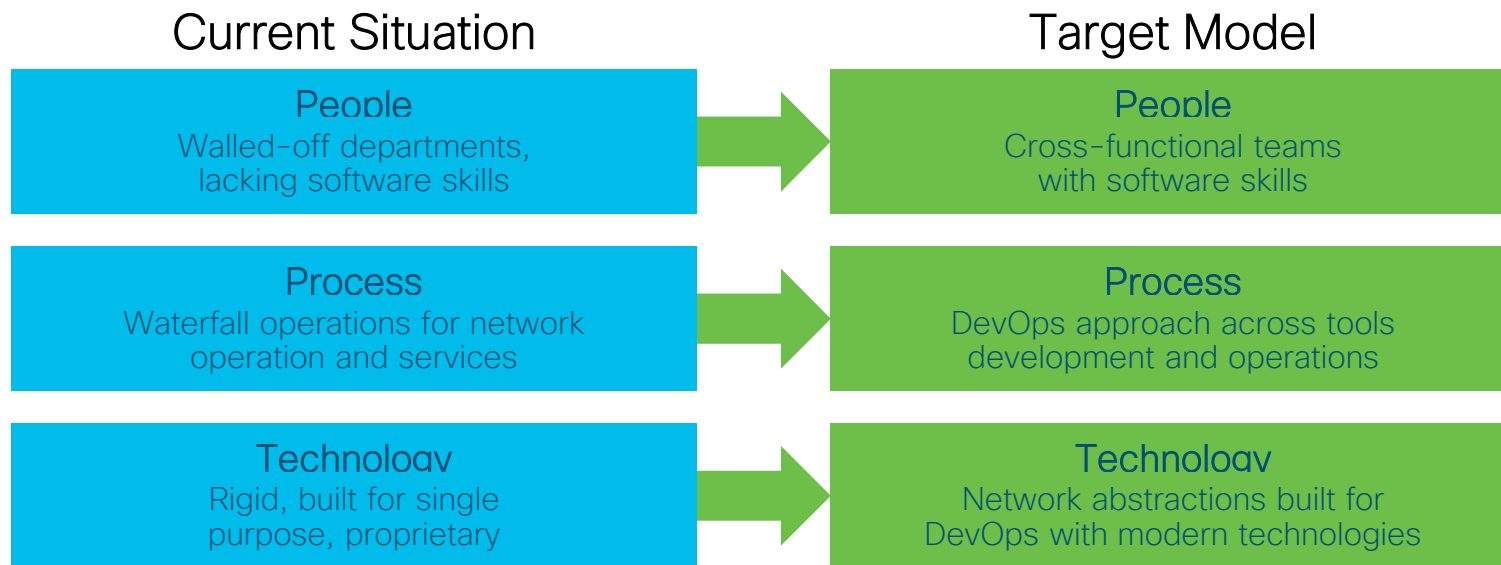 Current Situation
Target Model
People
Walled-off departments,
lacking software skills
People
Cross-functional teams
with software skills
Process
Waterfall operations for network
operation and services
Process
DevOps approach across tools
development and operations
Technology
Rigid, built for single
purpose, proprietary
Technology
Network abstractions built for
DevOps with modern technologies